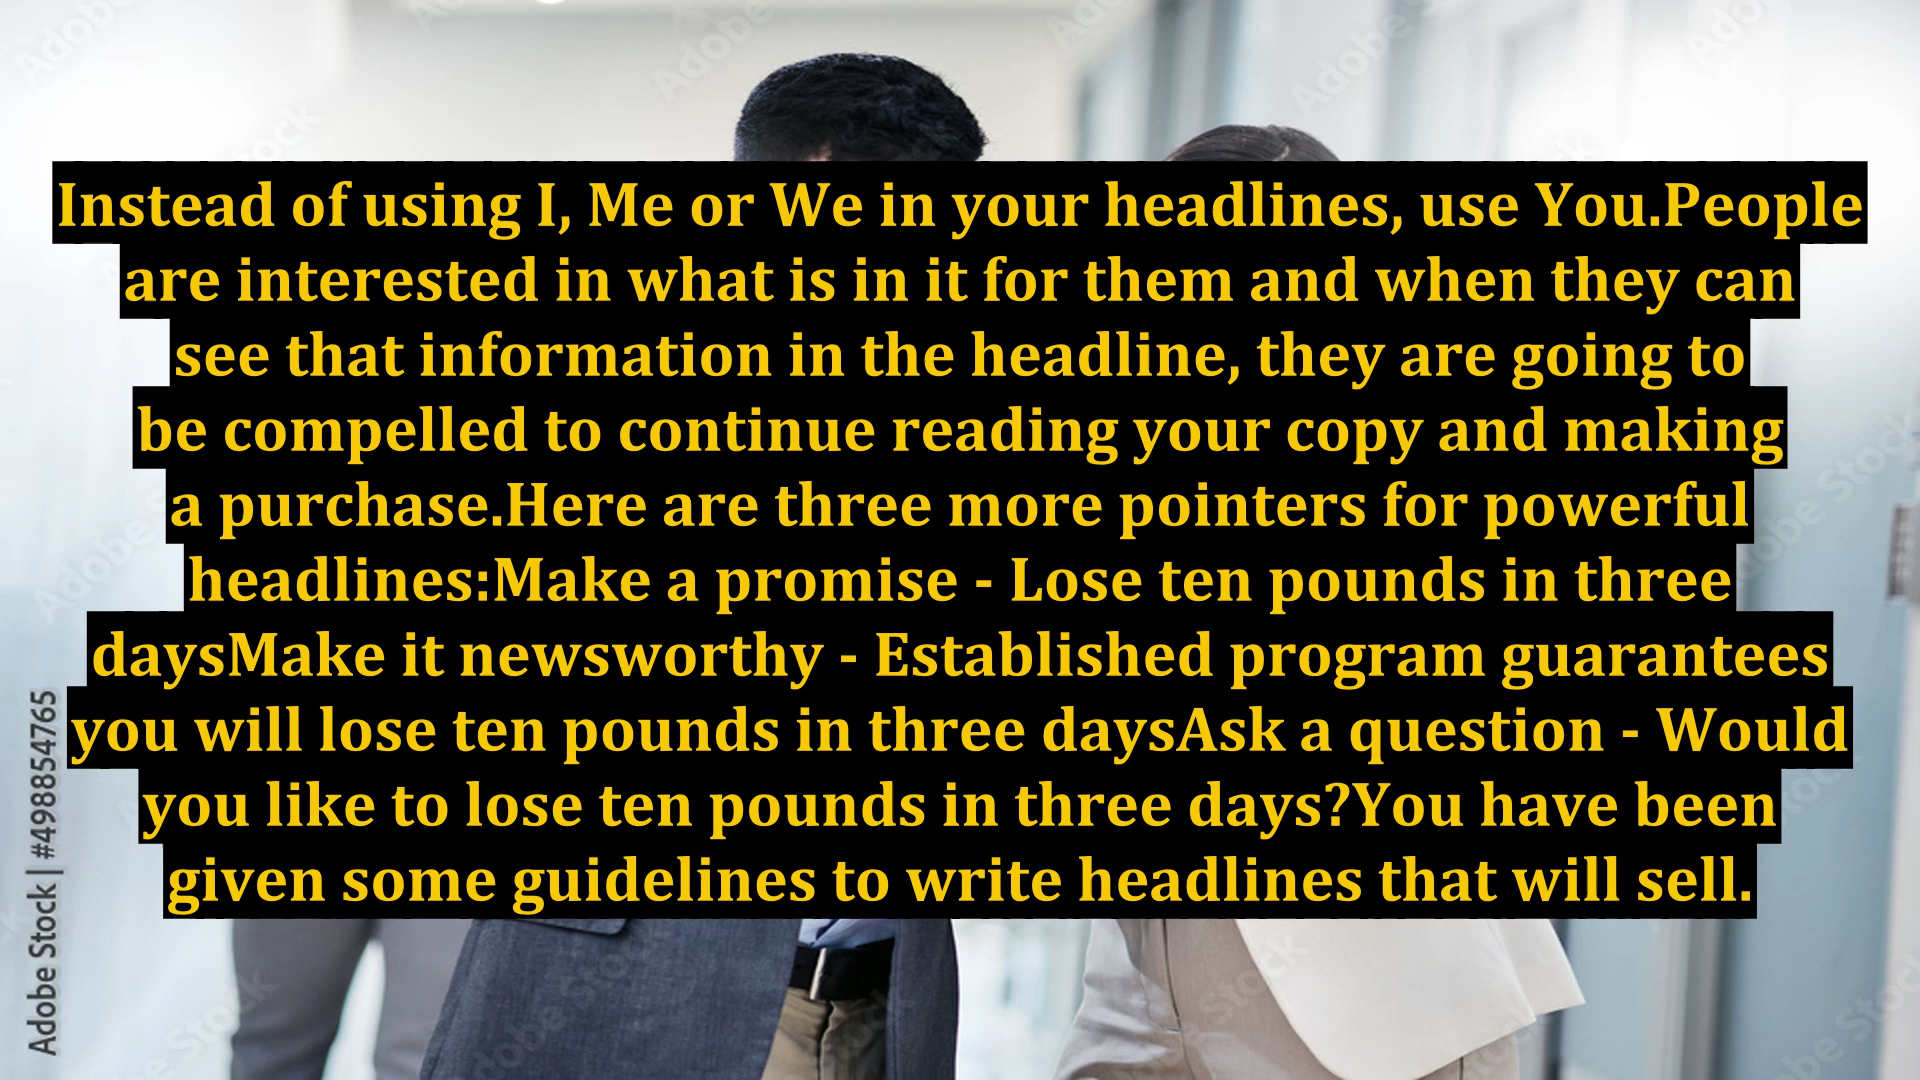 Instead of using I, Me or We in your headlines, use You.People
are interested in what is in it for them and when they can
see that information in the headline, they are going to
be compelled to continue reading your copy and making
a purchase.Here are three more pointers for powerful
headlines:Make a promise - Lose ten pounds in three
daysMake it newsworthy - Established program guarantees
you will lose ten pounds in three daysAsk a question - Would
you like to lose ten pounds in three days?You have been
given some guidelines to write headlines that will sell.
Adobe Stock | #498854765